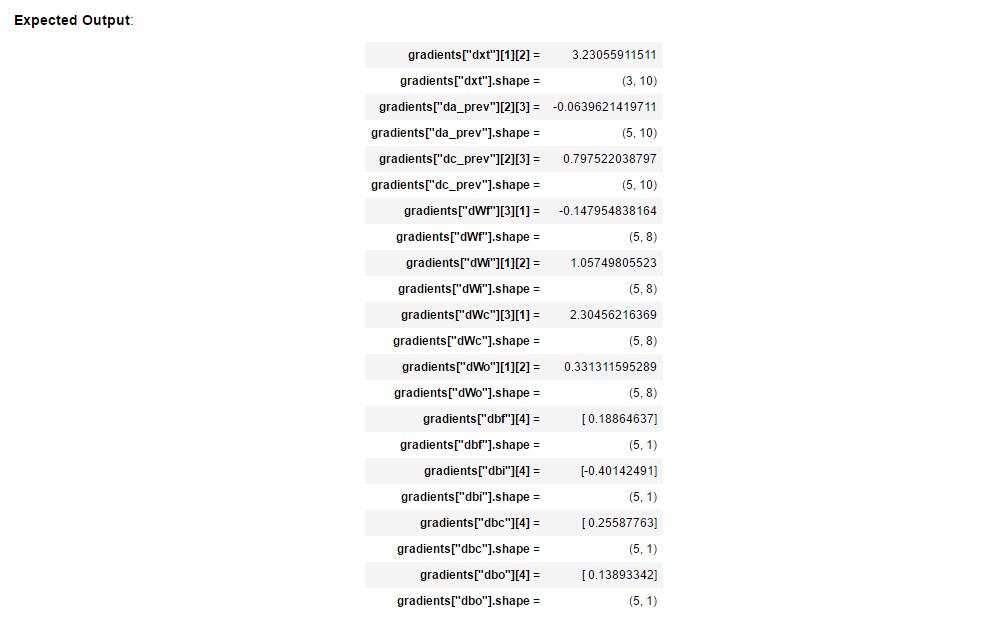 Expected Output:
gradients["dxt"][1][2] = 3.23055911511
gradients["dxt"].shape = (3, 10)
gradients["da_prev"][2][3] = -0.0639621419711
gradients["da_prev"].shape = (5, 10)
gradients["dc_prev"][2][3] = 0.797522038797
gradients["dc_prev"].shape = (5, 10)
gradients["dWf"][3][1] = -0.147954838164
gradients["dWf"].shape = (5, 8)
gradients["dWi"][1][2] = 1.05749805523
gradients["dWi"].shape = (5, 8)
gradients["dWc"][3][1] = 2.30456216369
gradients["dWc"].shape = (5, 8)
gradients["dWo"][1][2] = 0.331311595289
gradients["dWo"].shape = (5, 8)
gradients["dbf"][4] = [ 0.18864637]
gradients["dbf"].shape = (5, 1)
gradients["dbi"][4] = [-0.40142491]
gradients["dbi"].shape = (5, 1)
gradients["dbc"][4] = [ 0.25587763]
gradients["dbc"].shape = (5, 1)
gradients["dbo"][4] = [ 0.13893342]
gradients["dbo"].shape = (5, 1)